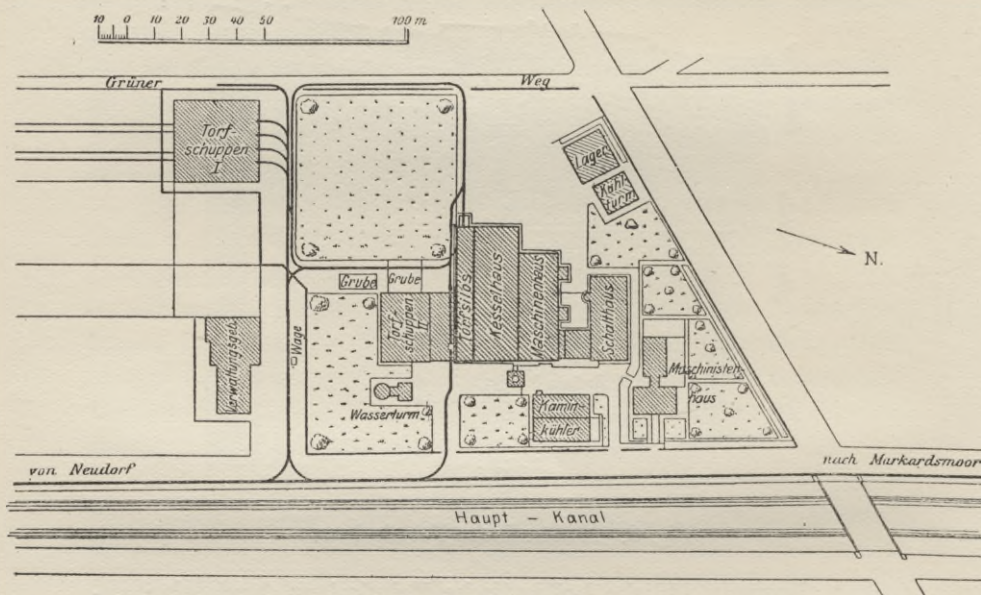 10 0 10 20 30 40 50 100 m
Grüner Weg
Torf-
schuppen
I
Lager
Kühl-
turm
N.
Grube
Grube
Torf-
schuppen
II
Torfsilos
Kesselhaus
Maschinenhaus
Schalthaus
Wage
Verwaltungsgeb.
Wasserturm
Kamin-
kühler
Maschinisten-
haus
von Neudorf
nach Markardsmoor
Haupt – Kanal